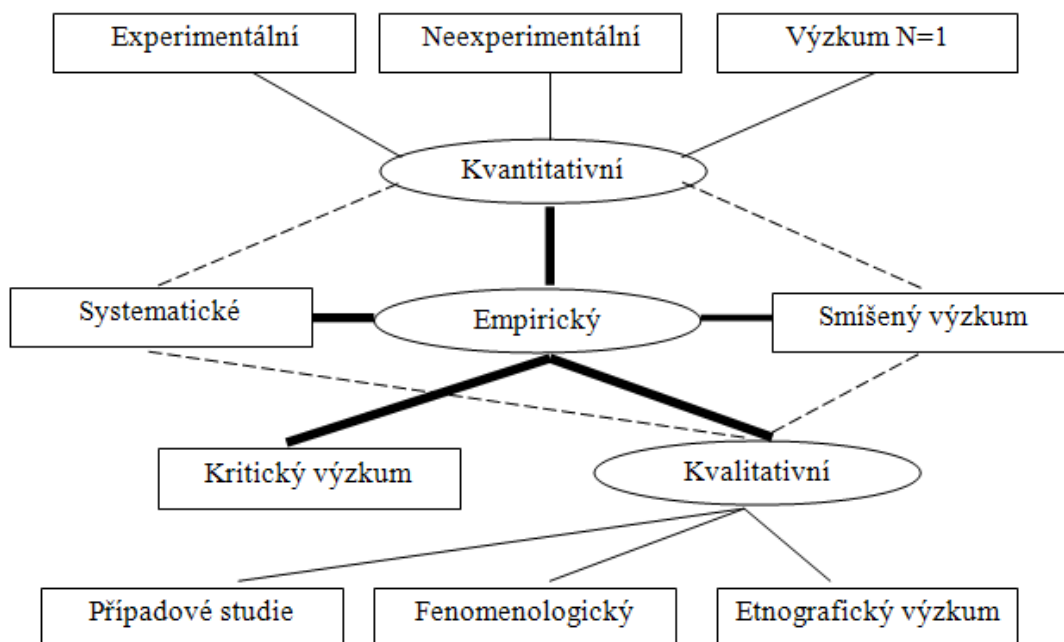 Experimentální
Neexperimentální
Výzkum N=1
Kvantitativní
Systematické
Empirický
Smíšený výzkum
Kritický výzkum
Kvalitativní
Případové studie
Fenomenologický
Etnografický výzkum